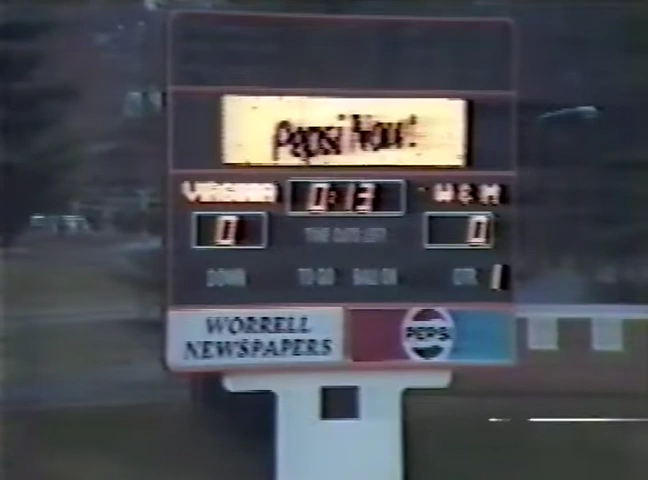 Pepsi Now!
VIRGINIA 0:13 W & M
0 0
TIME OUTS LEFT
DOWN TO GO BALL ON QTR 1
WORRELL
NEWSPAPERS
PEPSI